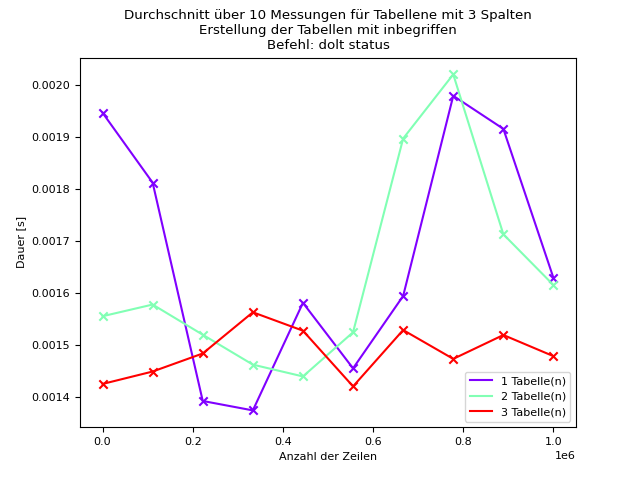 Durchschnitt über 10 Messungen für Tabellene mit 3 Spalten
Erstellung der Tabellen mit inbegriffen
Befehl: dolt status
0.0020
0.0019
0.0018
0.0017
0.0016
0.0015
0.0014
Dauer [s]
1 Tabelle(n)
2 Tabelle(n)
3 Tabelle(n)
0.0 0.2 0.4 0.6 0.8 1.0
1e6
Anzahl der Zeilen